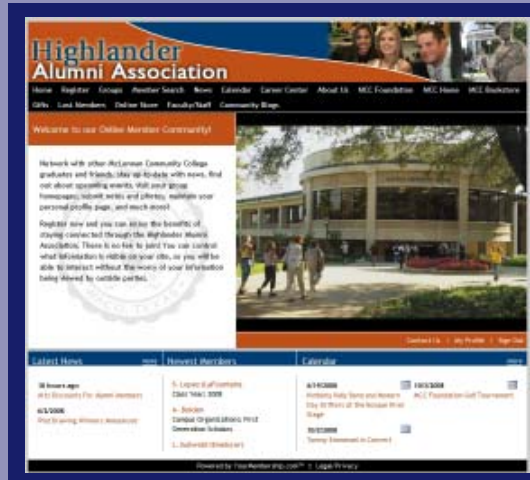 Highlander
Alumni Association
Home Register Groups Member Search News Calendar Career Center About Us MCC Foundation MCC Home MCC Bookstore
Gifts Lost Members Online Store Faculty/Staff Community Blogs
Welcome to our Online Member Community!
Network with other McLennan Community College
graduates and friends, stay up-to-date with news, find
out about upcoming events, visit your group
homepages, submit notes and photos, maintain your
personal profile page, and much more!
Register now and you can enjoy the benefits of
staying connected through the Highlander Alumni
Association. There is no fee to join! You can control
what information is visible on your site, so you will be
able to interact without the worry of your information
being viewed by outside parties.
WACO, TEXAS
Contact Us | My Profile | Sign Out
Latest News more
18 hours ago
Arts Discounts For Alumni Members
6/2/2008
Newest Members
S. Lopez (LaFountain)
Class Year: 2008
Campus Organizations: First
Generation Scholars
Calendar more
6/19/2008
10/3/2008
MCC Foundation Golf Tournament
Stage
Tommy Emmanuel in Concert
Powered by YourMembership.com™ :: Legal/Privacy